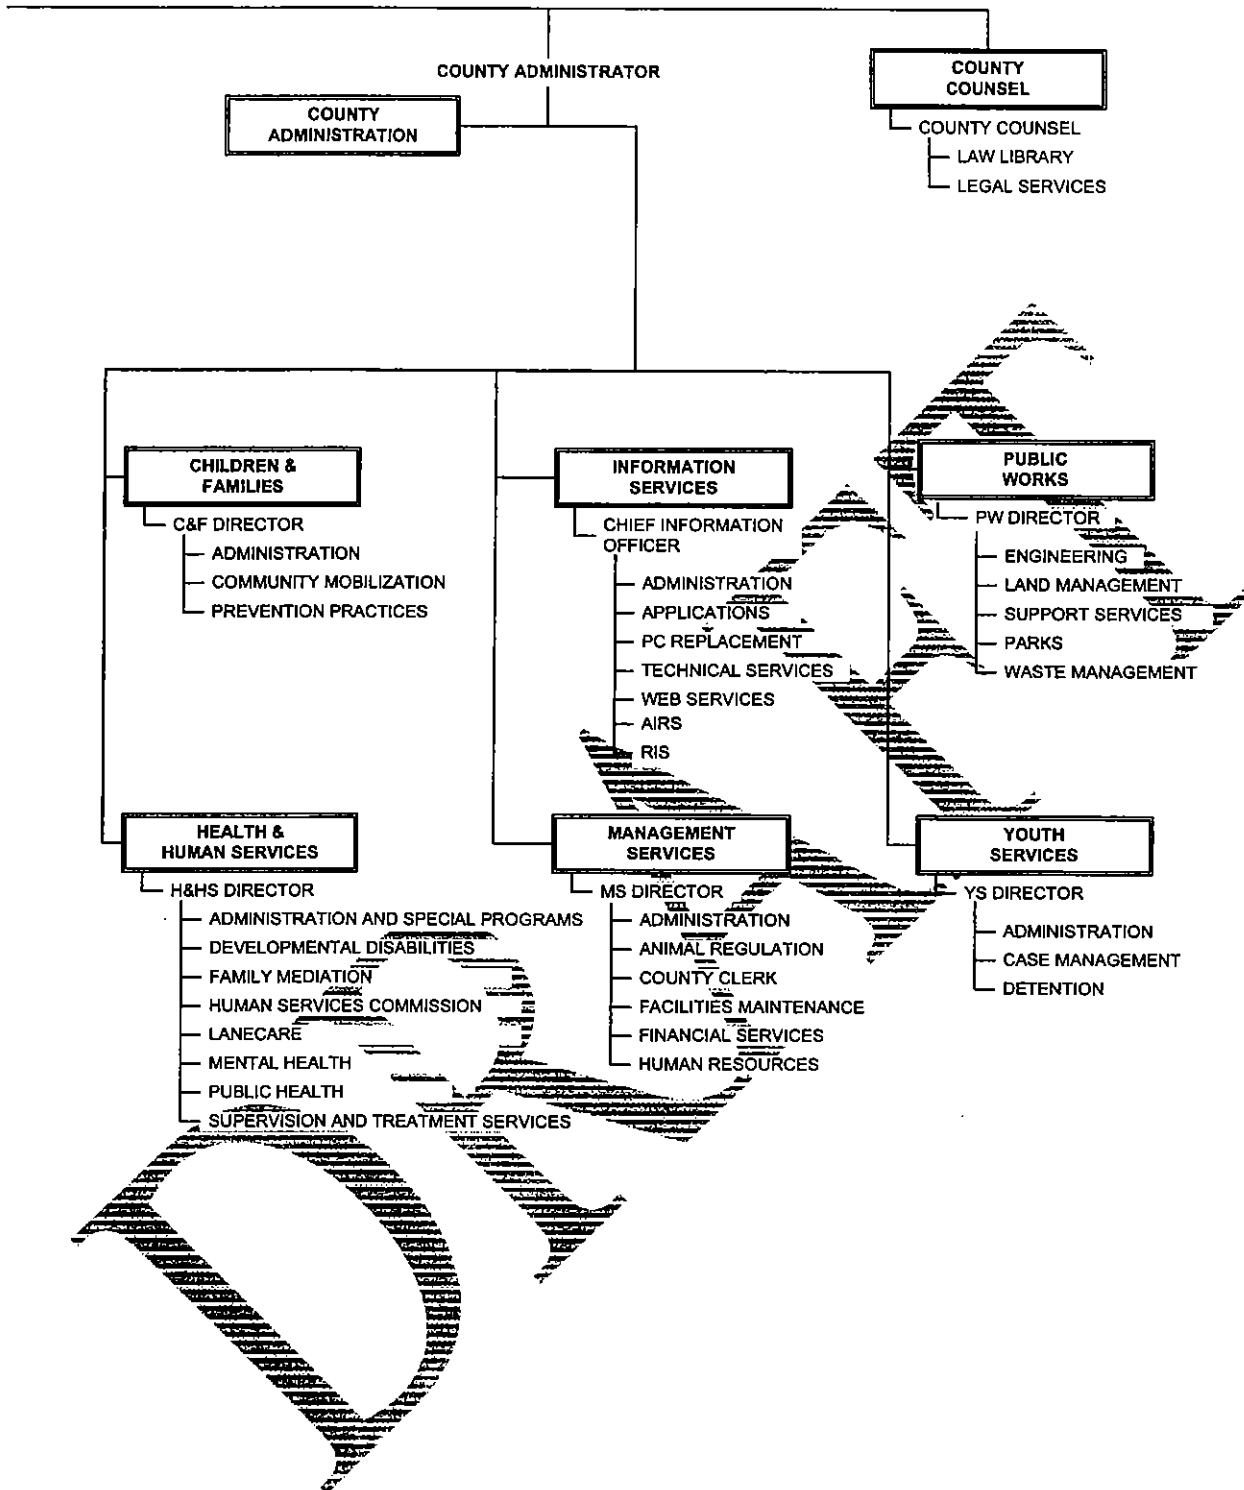 COUNTY ADMINISTRATOR
COUNTY
ADMINISTRATION
COUNTY
COUNSEL
COUNTY COUNSEL
LAW LIBRARY
LEGAL SERVICES
CHILDREN &
FAMILIES
C&F DIRECTOR
ADMINISTRATION
COMMUNITY MOBILIZATION
PREVENTION PRACTICES
INFORMATION
SERVICES
CHIEF INFORMATION
OFFICER
ADMINISTRATION
APPLICATIONS
PC REPLACEMENT
TECHNICAL SERVICES
WEB SERVICES
AIRS
RIS
PUBLIC
WORKS
PW DIRECTOR
ENGINEERING
LAND MANAGEMENT
SUPPORT SERVICES
PARKS
WASTE MANAGEMENT
HEALTH &
HUMAN SERVICES
H&HS DIRECTOR
ADMINISTRATION AND SPECIAL PROGRAMS
DEVELOPMENTAL DISABILITIES
FAMILY MEDIATION
HUMAN SERVICES COMMISSION
LANECARE
MENTAL HEALTH
PUBLIC HEALTH
SUPERVISION AND TREATMENT SERVICES
MANAGEMENT
SERVICES
MS DIRECTOR
ADMINISTRATION
ANIMAL REGULATION
COUNTY CLERK
FACILITIES MAINTENANCE
FINANCIAL SERVICES
HUMAN RESOURCES
YOUTH
SERVICES
YS DIRECTOR
ADMINISTRATION
CASE MANAGEMENT
DETENTION
DRAFT